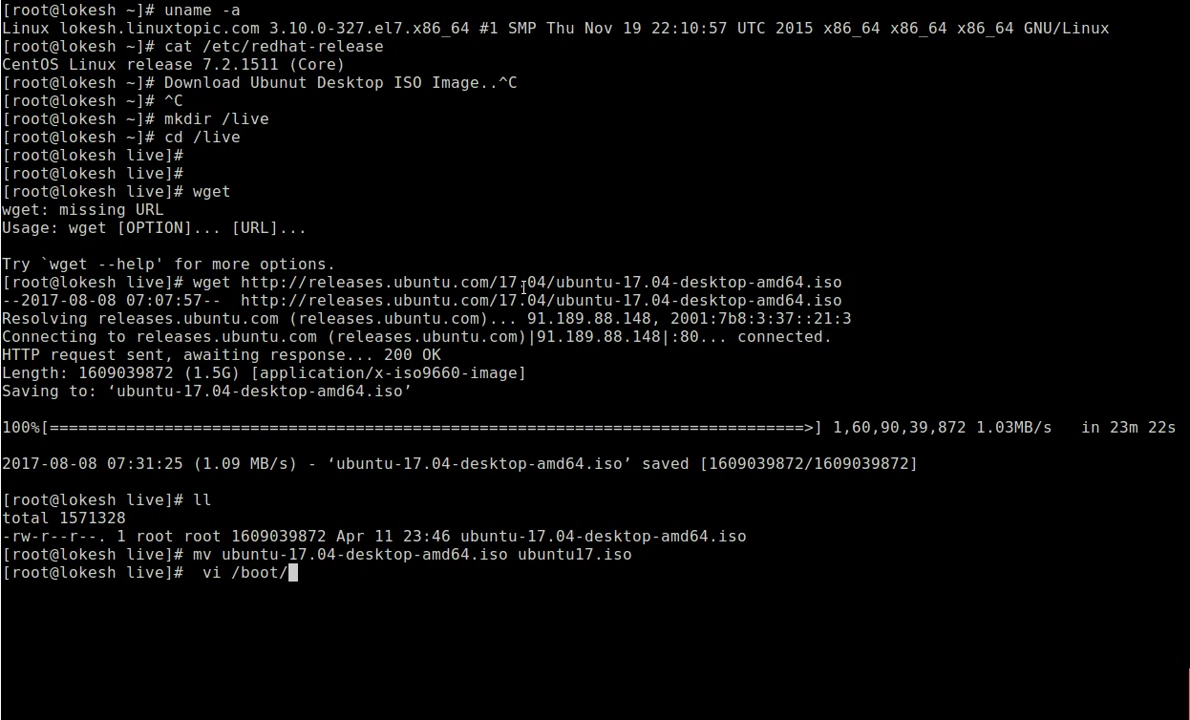 [root@lokesh ~]# uname -a
Linux lokesh.linuxtopic.com 3.10.0-327.el7.x86_64 #1 SMP Thu Nov 19 22:10:57 UTC 2015 x86_64 x86_64 x86_64 GNU/Linux
[root@lokesh ~]# cat /etc/redhat-release
CentOS Linux release 7.2.1511 (Core)
[root@lokesh ~]# Download Ubunut Desktop ISO Image..^C
[root@lokesh ~]# ^C
[root@lokesh ~]# mkdir /live
[root@lokesh ~]# cd /live
[root@lokesh live]#
[root@lokesh live]#
[root@lokesh live]# wget
wget: missing URL
Usage: wget [OPTION]... [URL]...
Try `wget --help' for more options.
[root@lokesh live]# wget http://releases.ubuntu.com/17.04/ubuntu-17.04-desktop-amd64.iso
--2017-08-08 07:07:57--  http://releases.ubuntu.com/17.04/ubuntu-17.04-desktop-amd64.iso
Resolving releases.ubuntu.com (releases.ubuntu.com)... 91.189.88.148, 2001:7b8:3:37::21:3
Connecting to releases.ubuntu.com (releases.ubuntu.com)|91.189.88.148|:80... connected.
HTTP request sent, awaiting response... 200 OK
Length: 1609039872 (1.5G) [application/x-iso9660-image]
Saving to: ‘ubuntu-17.04-desktop-amd64.iso’
100%[===============================================================================>] 1,60,90,39,872 1.03MB/s   in 23m 22s
2017-08-08 07:31:25 (1.09 MB/s) - ‘ubuntu-17.04-desktop-amd64.iso’ saved [1609039872/1609039872]
[root@lokesh live]# ll
total 1571328
-rw-r--r--. 1 root root 1609039872 Apr 11 23:46 ubuntu-17.04-desktop-amd64.iso
[root@lokesh live]# mv ubuntu-17.04-desktop-amd64.iso ubuntu17.iso
[root@lokesh live]#  vi /boot/